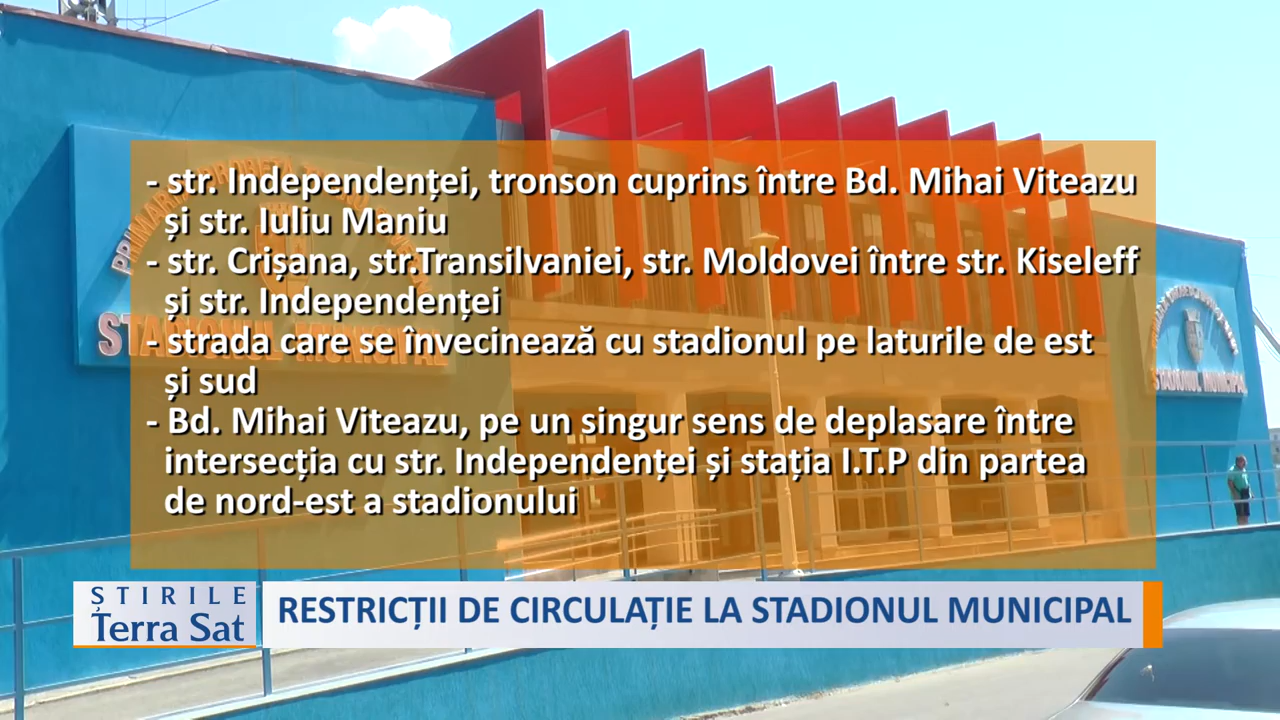 - str. Independenței, tronson cuprins între Bd. Mihai Viteazu
și str. Iuliu Maniu
- str. Crișana, str.Transilvaniei, str. Moldovei între str. Kiseleff
și str. Independenței
- strada care se învecinează cu stadionul pe laturile de est
și sud
- Bd. Mihai Viteazu, pe un singur sens de deplasare între
intersecția cu str. Independenței și stația I.T.P din partea
de nord-est a stadionului
STADIONUL MUNICIPAL
STADIONUL MUNICIPAL
ȘTIRILE
Terra Sat
RESTRICȚII DE CIRCULAȚIE LA STADIONUL MUNICIPAL